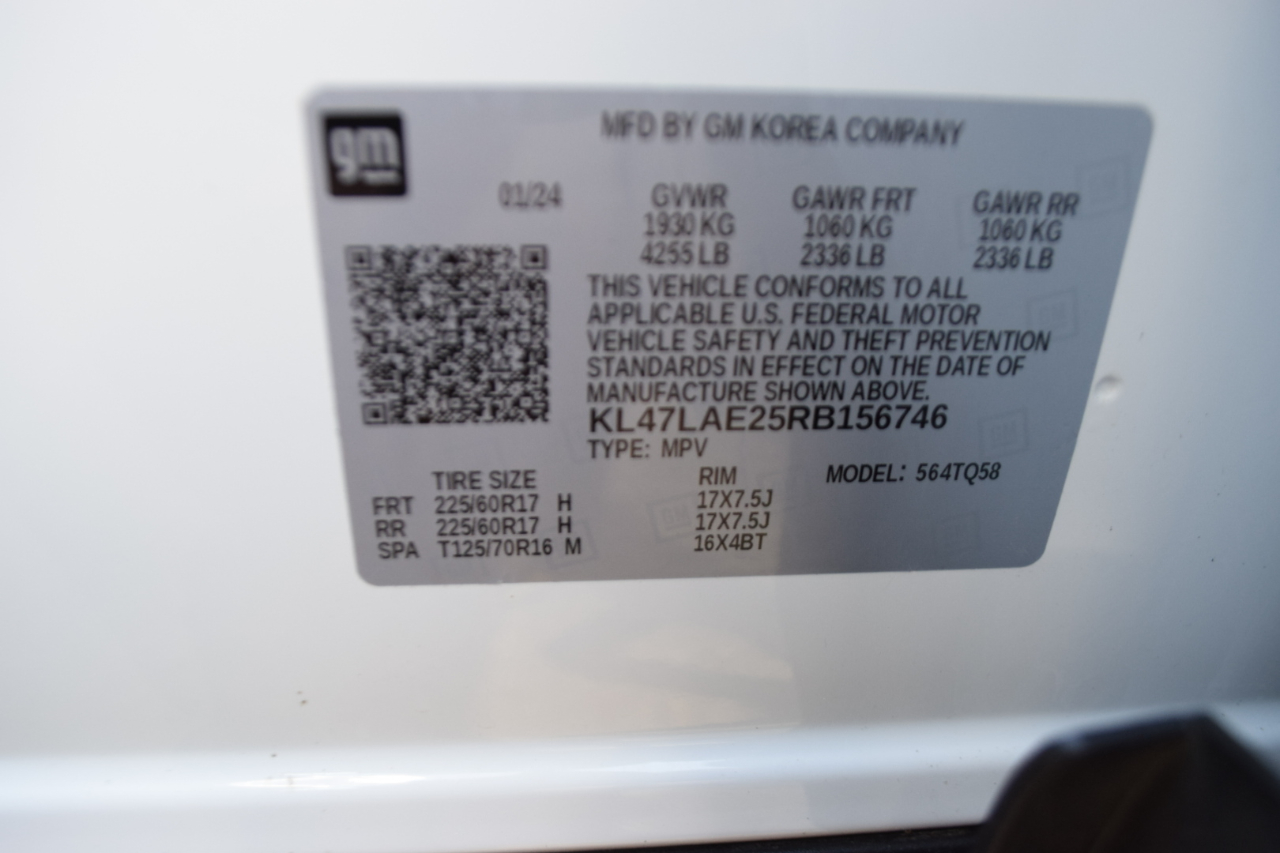 gm
MFD BY GM KOREA COMPANY
01/24 GVWR GAWR FRT GAWR RR
1930 KG 1060 KG 1060 KG
4255 LB 2336 LB 2336 LB
THIS VEHICLE CONFORMS TO ALL
APPLICABLE U.S. FEDERAL MOTOR
VEHICLE SAFETY AND THEFT PREVENTION
STANDARDS IN EFFECT ON THE DATE OF
MANUFACTURE SHOWN ABOVE.
KL47LAE25RB156746
TYPE: MPV
TIRE SIZE RIM MODEL: 564TQ58
FRT 225/60R17 H 17X7.5J
RR 225/60R17 H 17X7.5J
SPA T125/70R16 M 16X4BT